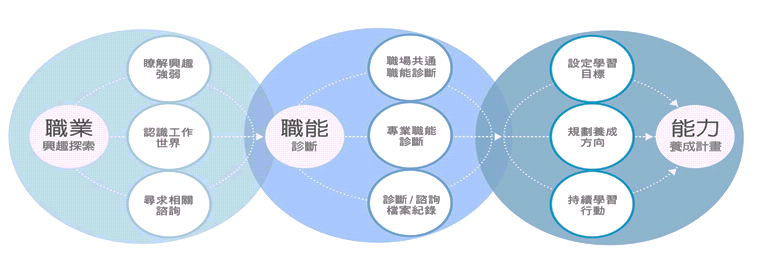 職業
興趣探索
瞭解興趣
強弱
認識工作
世界
尋求相關
諮詢
職能
診斷
職場共通
職能診斷
專業職能
診斷
診斷/諮詢
檔案紀錄
設定學習
目標
規劃養成
方向
持續學習
行動
能力
養成計畫